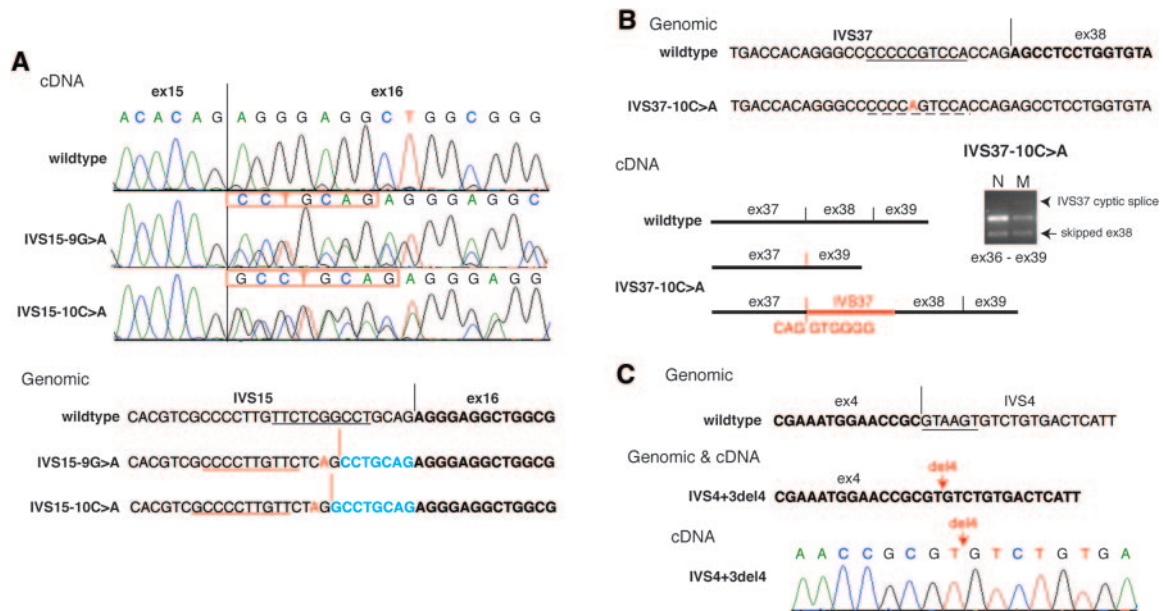 A
cDNA
ex15 ex16
A C A C A G A G G G A G G C T G G C G G G
wildtype
C C T G C A G A G G G A G G C
IVS15-9G>A
G C C T G C A G A G G G A G G
IVS15-10C>A
Genomic
IVS15 ex16
wildtype CACGTCGCCCCTTGTTCTCGGCCTGCAGAGGGAGGCTGGCG
IVS15-9G>A CACGTCGCCCCTTGTTCTCAGCCTGCAGAGGGAGGCTGGCG
IVS15-10C>A CACGTCGCCCCTTGTTCTAGGCCTGCAGAGGGAGGCTGGCG
B
Genomic
IVS37 ex38
wildtype TGACCACAGGGCCCCCCCGTCCACCAGAGCCTCCTGGTGTA
IVS37-10C>A TGACCACAGGGCCCCCCAGTCCACCAGAGCCTCCTGGTGTA
cDNA
IVS37-10C>A
N M
IVS37 cyptic splice
skipped ex38
ex36 - ex39
wildtype
ex37 ex38 ex39
ex37 ex39
IVS37-10C>A
ex37 IVS37 ex38 ex39
CAG GTGGGG
C
Genomic
ex4 IVS4
wildtype CGAAATGGAACCGCGTAAGTGTCTGTGACTCATT
Genomic & cDNA
del4
ex4
IVS4+3del4 CGAAATGGAACCGCGTGTCTGTGACTCATT
cDNA
del4
A A C C G C G T G T C T G T G A
IVS4+3del4